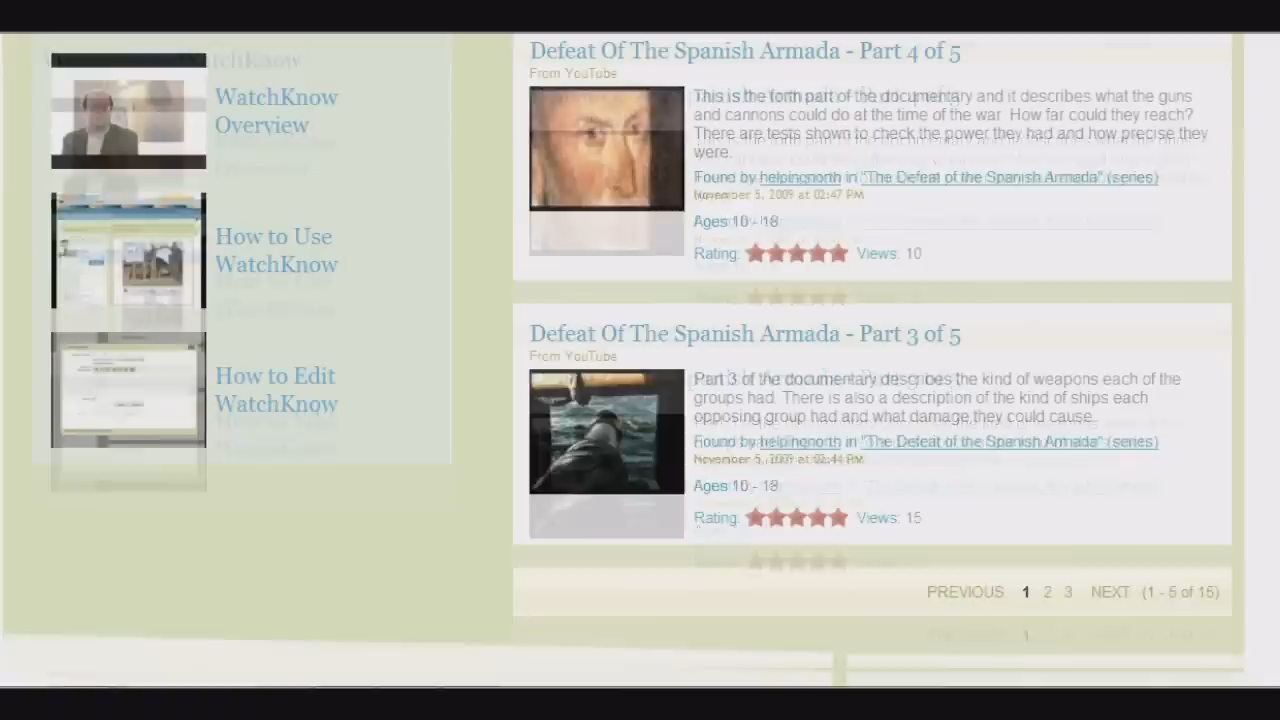 WatchKnow
Overview
How to Use
WatchKnow
How to Edit
WatchKnow
Defeat Of The Spanish Armada - Part 4 of 5
From YouTube
This is the forth part of the documentary and it describes what the guns
and cannons could do at the time of the war. How far could they reach?
There are tests shown to check the power they had and how precise they
were.
Found by helpingnorth in "The Defeat of the Spanish Armada" (series)
November 5, 2009 at 02:47 PM
Ages 10 - 18
Rating: Views: 10
Defeat Of The Spanish Armada - Part 3 of 5
From YouTube
Part 3 of the documentary describes the kind of weapons each of the
groups had. There is also a description of the kind of ships each
opposing group had and what damage they could cause.
Found by helpingnorth in "The Defeat of the Spanish Armada" (series)
November 5, 2009 at 02:44 PM
Ages 10 - 18
Rating: Views: 15
PREVIOUS 1 2 3 NEXT (1 - 5 of 15)